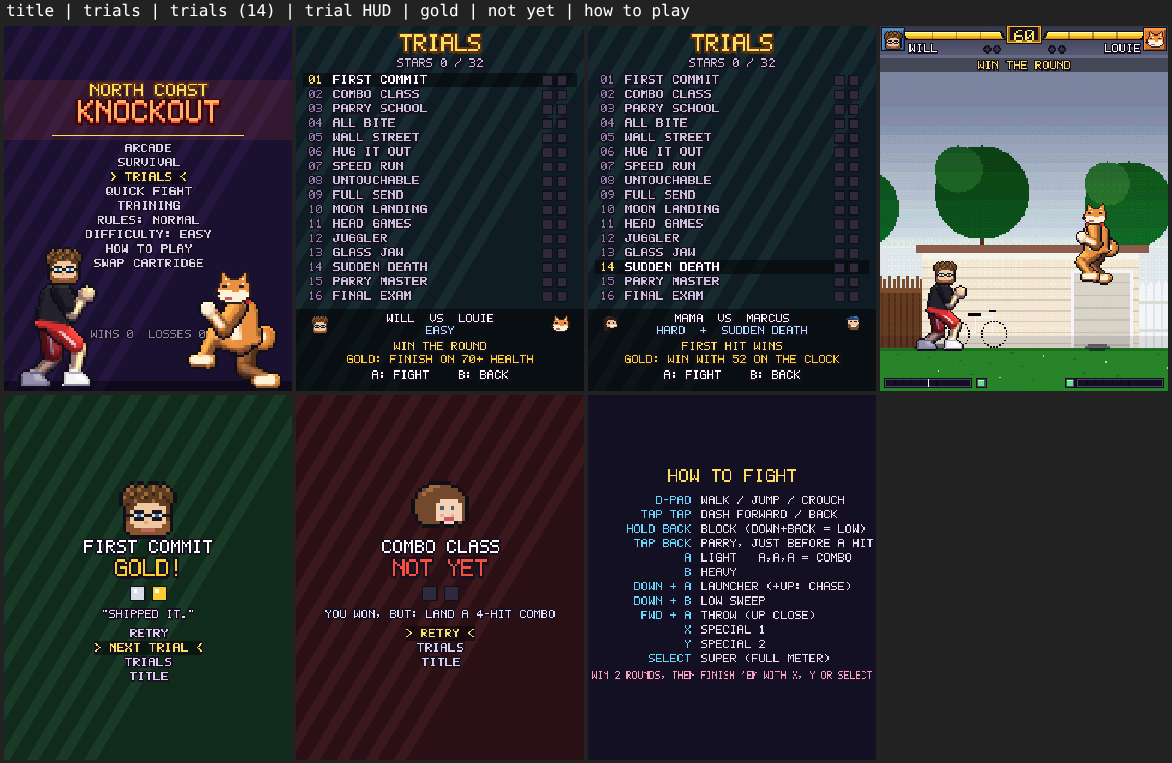 title | trials | trials (14) | trial HUD | gold | not yet | how to play
NORTH COAST
KNOCKOUT
ARCADE
SURVIVAL
> TRIALS <
QUICK FIGHT
TRAINING
RULES: NORMAL
DIFFICULTY: EASY
HOW TO PLAY
SWAP CARTRIDGE
WINS 0 LOSSES 0
TRIALS
STARS 0 / 32
01 FIRST COMMIT
02 COMBO CLASS
03 PARRY SCHOOL
04 ALL BITE
05 WALL STREET
06 HUG IT OUT
07 SPEED RUN
08 UNTOUCHABLE
09 FULL SEND
10 MOON LANDING
11 HEAD GAMES
12 JUGGLER
13 GLASS JAW
14 SUDDEN DEATH
15 PARRY MASTER
16 FINAL EXAM
WILL VS LOUIE
EASY
WIN THE ROUND
GOLD: FINISH ON 70+ HEALTH
A: FIGHT B: BACK
TRIALS
STARS 0 / 32
01 FIRST COMMIT
02 COMBO CLASS
03 PARRY SCHOOL
04 ALL BITE
05 WALL STREET
06 HUG IT OUT
07 SPEED RUN
08 UNTOUCHABLE
09 FULL SEND
10 MOON LANDING
11 HEAD GAMES
12 JUGGLER
13 GLASS JAW
14 SUDDEN DEATH
15 PARRY MASTER
16 FINAL EXAM
MAMA VS MARCUS
HARD + SUDDEN DEATH
FIRST HIT WINS
GOLD: WIN WITH 52 ON THE CLOCK
A: FIGHT B: BACK
60
WILL LOUIE
WIN THE ROUND
FIRST COMMIT
GOLD!
"SHIPPED IT."
RETRY
> NEXT TRIAL <
TRIALS
TITLE
COMBO CLASS
NOT YET
YOU WON, BUT: LAND A 4-HIT COMBO
> RETRY <
TRIALS
TITLE
HOW TO FIGHT
D-PAD WALK / JUMP / CROUCH
TAP TAP DASH FORWARD / BACK
HOLD BACK BLOCK (DOWN+BACK = LOW)
TAP BACK PARRY, JUST BEFORE A HIT
A LIGHT A,A,A = COMBO
B HEAVY
DOWN + A LAUNCHER (+UP: CHASE)
DOWN + B LOW SWEEP
FWD + A THROW (UP CLOSE)
X SPECIAL 1
Y SPECIAL 2
SELECT SUPER (FULL METER)
WIN 2 ROUNDS, THEN FINISH 'EM WITH X, Y OR SELECT